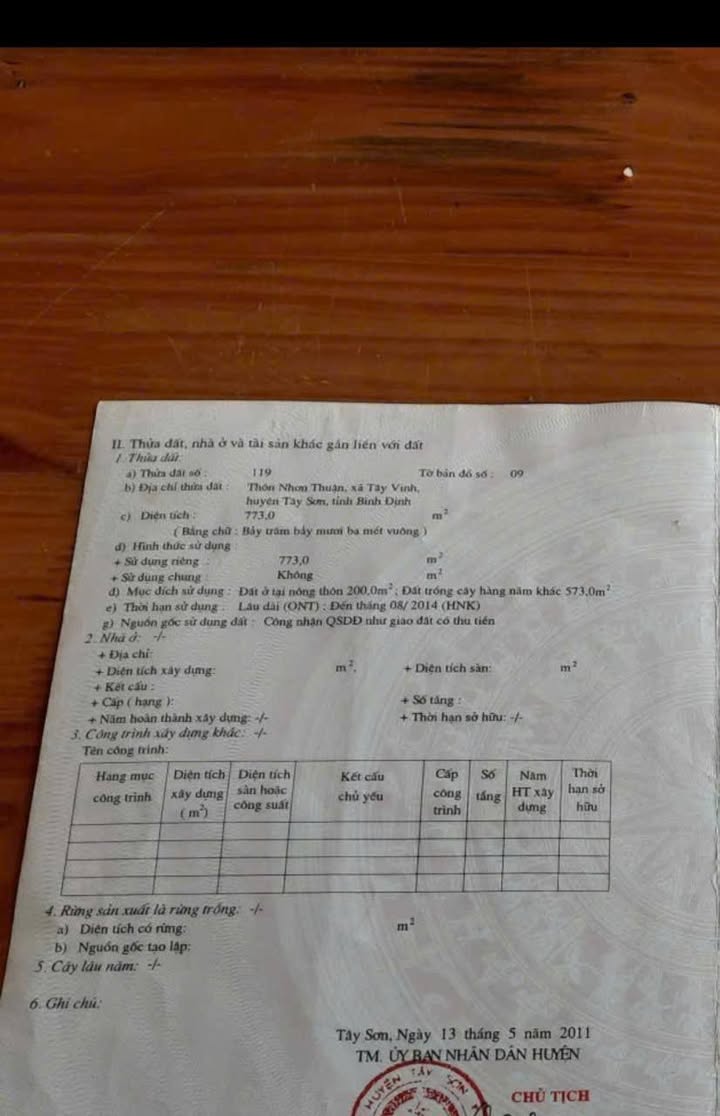 II. Thửa đất, nhà ở và tài sản khác gắn liền với đất
1. Thửa đất:
a) Thửa đất số : 119 Tờ bản đồ số : 09
b) Địa chỉ thửa đất : Thôn Nhơn Thuận, xã Tây Vinh,
huyện Tây Sơn, tỉnh Bình Định
c) Diện tích : 773,0 m²
( Bằng chữ : Bảy trăm bảy mươi ba mét vuông )
d) Hình thức sử dụng
+ Sử dụng riêng : 773,0 m²
+ Sử dùng chung Không m²
đ) Mục đích sử dụng : Đất ở tại nông thôn 200,0m²; Đất trồng cây hàng năm khác 573,0m²
e) Thời hạn sử dụng : Lâu dài (ONT) ; Đến tháng 08/ 2014 (HNK)
g) Nguồn gốc sử dụng đất : Công nhận QSDĐ như giao đất có thu tiền
2. Nhà ở: -/-
+ Địa chỉ:
+ Diện tích xây dựng: m². + Diện tích sàn: m²
+ Kết cấu :
+ Cấp ( hạng ): + Số tầng :
+ Năm hoàn thành xây dựng: -/- + Thời hạn sở hữu: -/-
3. Công trình xây dựng khác: -/-
Tên công trình:
Hạng mục Diện tích Diện tích Kết cấu Cấp Số Năm Thời
công trình xây dựng sàn hoặc chủ yếu công tầng HT xây hạn sở
(m²) công suất trình dựng hữu
4. Rừng sản xuất là rừng trồng: -/-
a) Diện tích có rừng: m²
b) Nguồn gốc tạo lập:
5. Cây lâu năm: -/-
6. Ghi chú:
Tây Sơn, Ngày 13 tháng 5 năm 2011
TM. ỦY BAN NHÂN DÂN HUYỆN
HUYỆN TÂY SƠN
CHỦ TỊCH